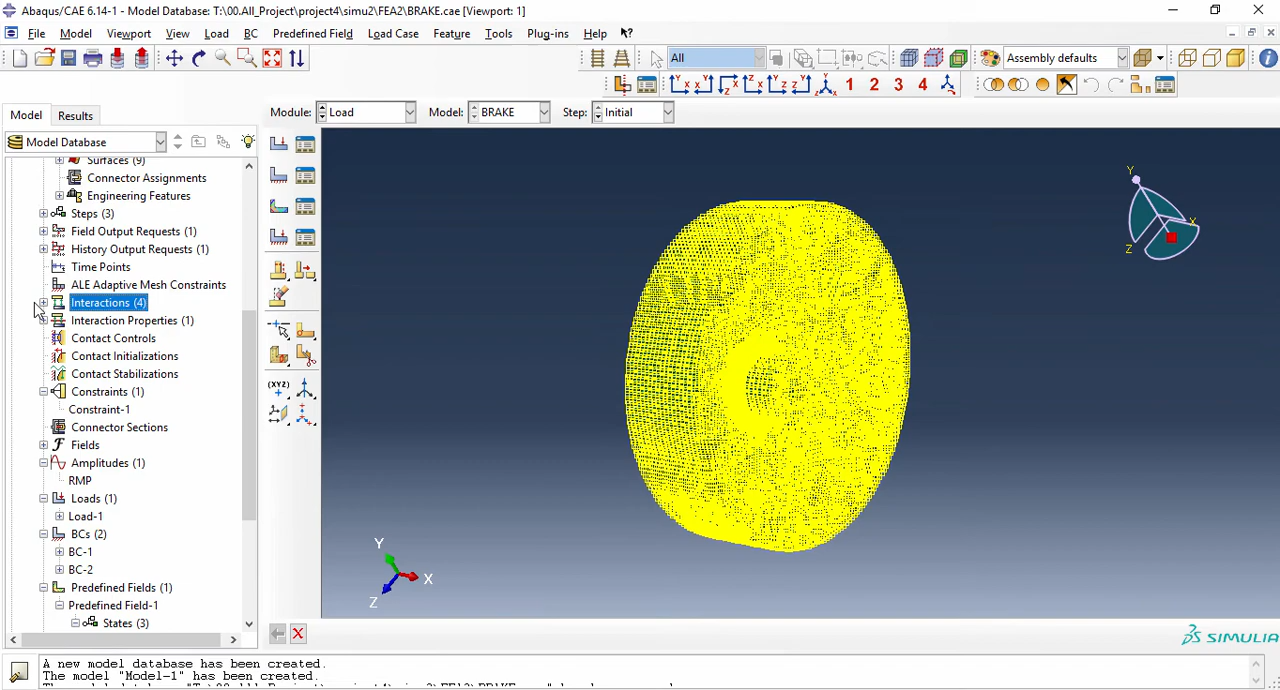 Abaqus/CAE 6.14-1 - Model Database: T:\00.All_Project\project4\simu2\FEA2\BRAKE.cae [Viewport: 1]
File Model Viewport View Load BC Predefined Field Load Case Feature Tools Plug-ins Help
All Assembly defaults
1 2 3 4
Model Results Module: Load Model: BRAKE Step: Initial
Model Database
Surfaces (9)
Connector Assignments
Engineering Features
Steps (3)
Field Output Requests (1)
History Output Requests (1)
Time Points
ALE Adaptive Mesh Constraints
Interactions (4)
Interaction Properties (1)
Contact Controls
Contact Initializations
Contact Stabilizations
Constraints (1)
Constraint-1
Connector Sections
Fields
Amplitudes (1)
RMP
Loads (1)
Load-1
BCs (2)
BC-1
BC-2
Predefined Fields (1)
Predefined Field-1
States (3)
(XYZ)
Y
X
Z
Y
X
Z
SIMULIA
A new model database has been created.
The model "Model-1" has been created.